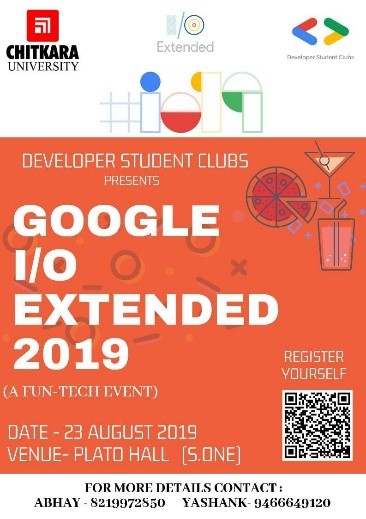 CHITKARA
UNIVERSITY
I/O
Extended
Developer Student Clubs
#io19
DEVELOPER STUDENT CLUBS
PRESENTS
GOOGLE
I/O
EXTENDED
2019
(A FUN-TECH EVENT)
REGISTER
YOURSELF
DATE - 23 AUGUST 2019
VENUE- PLATO HALL [S.ONE]
FOR MORE DETAILS CONTACT :
ABHAY - 8219972850 YASHANK- 9466649120